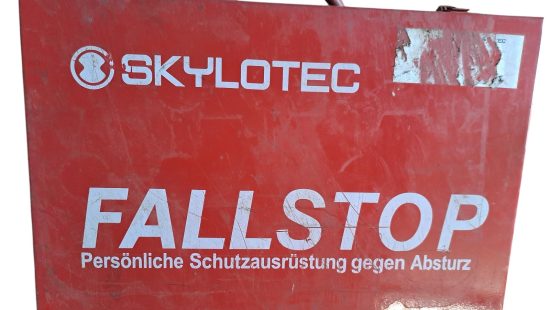 SKYLOTEC
FALLSTOP
Persönliche Schutzausrüstung gegen Absturz